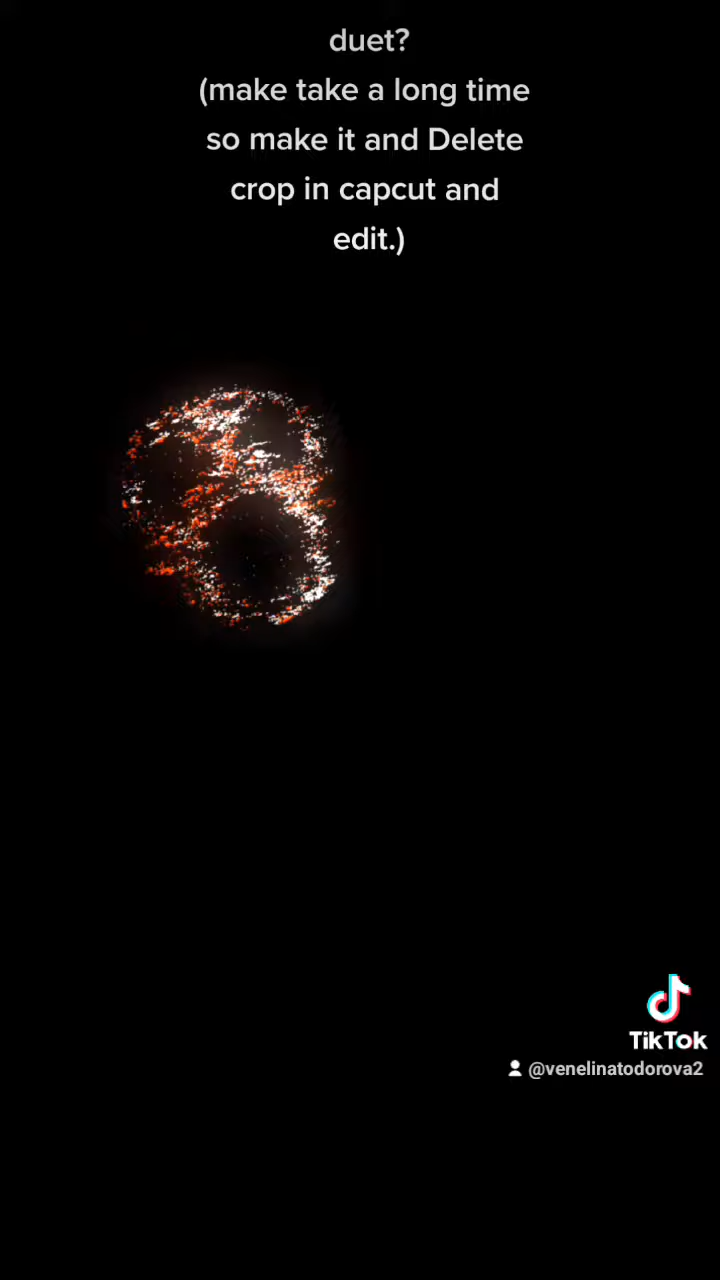 duet?
(make take a long time
so make it and Delete
crop in capcut and
edit.)
TikTok
@venelinatodorova2